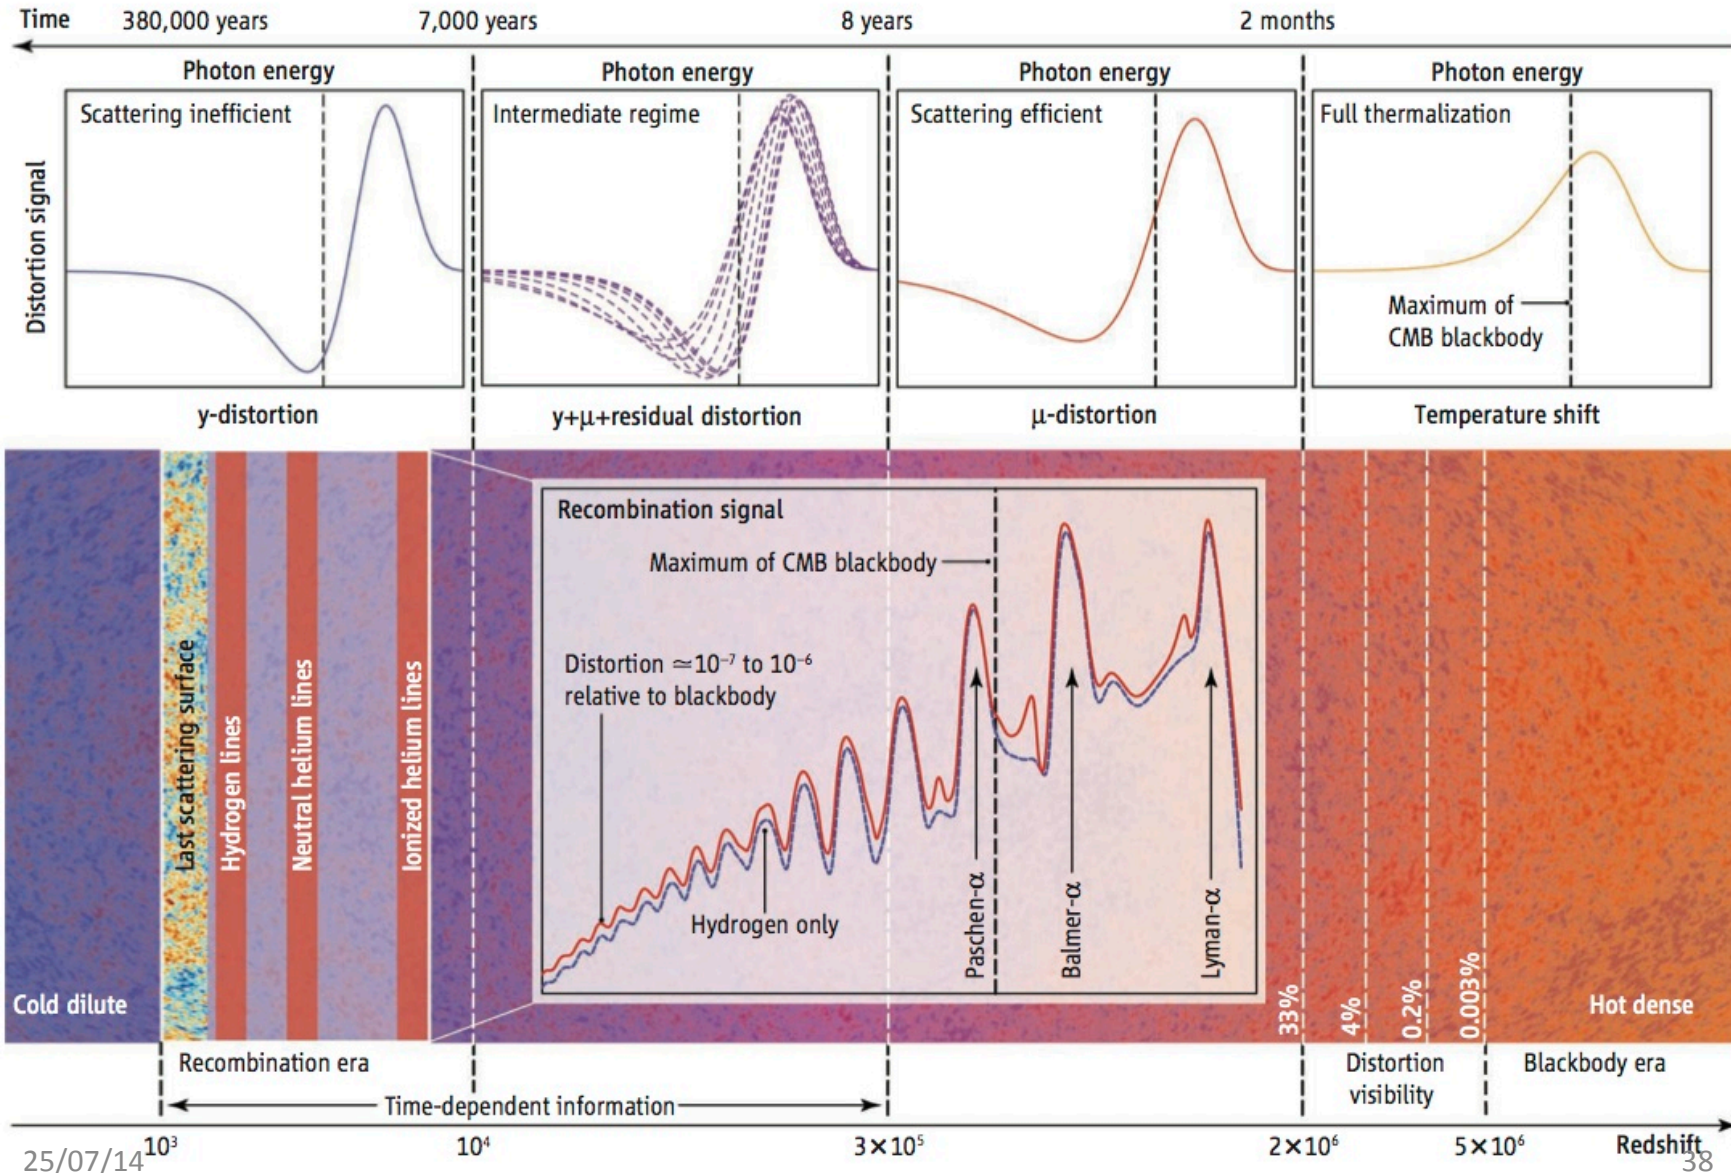 Time
380,000 years
7,000 years
8 years
2 months
Photon energy
Photon energy
Photon energy
Photon energy
Scattering inefficient
Intermediate regime
Scattering efficient
Full thermalization
Distortion signal
Maximum of
CMB blackbody
y-distortion
y+μ+residual distortion
μ-distortion
Temperature shift
Recombination signal
Maximum of CMB blackbody
Distortion ≃10⁻⁷ to 10⁻⁶
relative to blackbody
Hydrogen only
Paschen-α
Balmer-α
Lyman-α
Last scattering surface
Hydrogen lines
Neutral helium lines
Ionized helium lines
Cold dilute
33%
4%
0.2%
0.003%
Hot dense
Recombination era
Distortion
visibility
Blackbody era
Time-dependent information
10³
10⁴
3×10⁵
2×10⁶
5×10⁶
Redshift
25/07/14
38